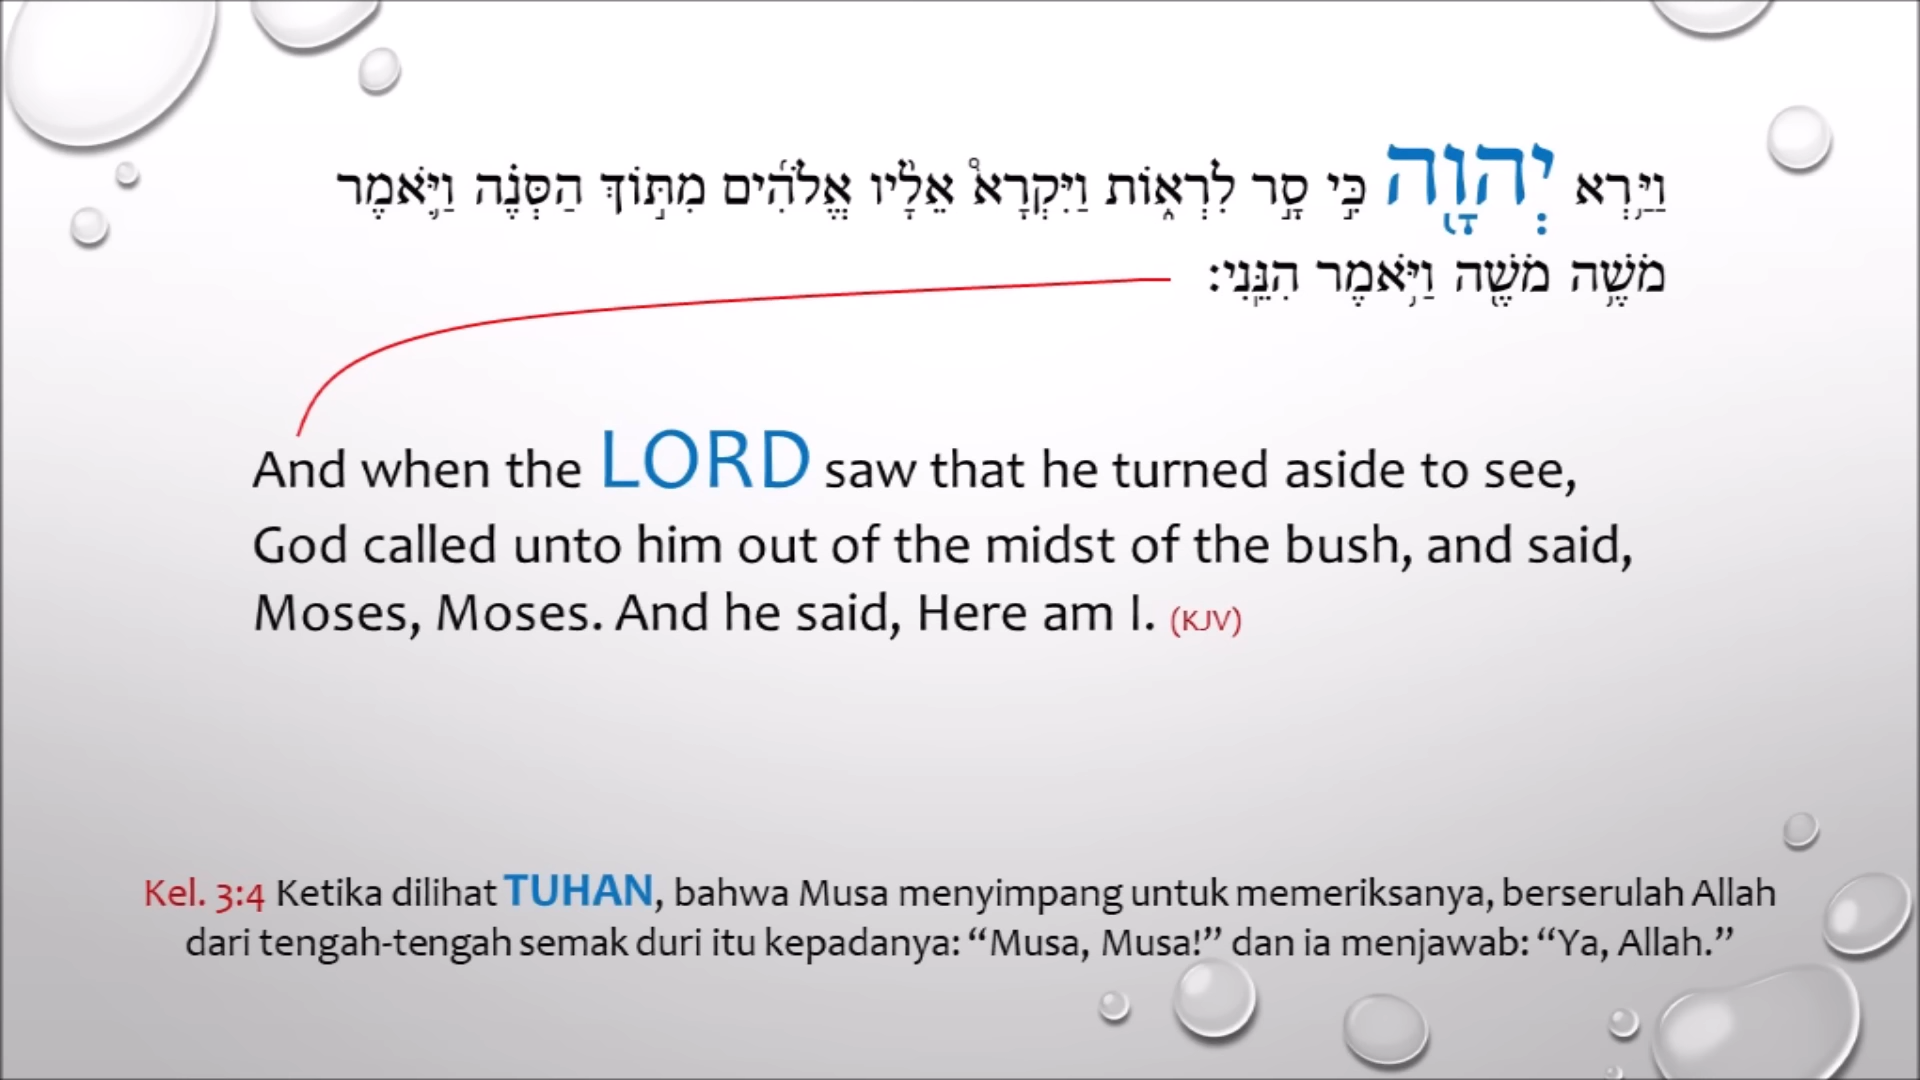 וַיַּ֥רְא יְהוָ֖ה כִּ֣י סָ֣ר לִרְא֑וֹת וַיִּקְרָא֩ אֵלָ֨יו אֱלֹהִ֜ים מִתּ֣וֹךְ הַסְּנֶ֗ה וַיֹּ֛אמֶר
מֹשֶׁ֥ה מֹשֶׁ֖ה וַיֹּ֥אמֶר הִנֵּֽנִי׃
And when the LORD saw that he turned aside to see,
God called unto him out of the midst of the bush, and said,
Moses, Moses. And he said, Here am I. (KJV)
Kel. 3:4 Ketika dilihat TUHAN, bahwa Musa menyimpang untuk memeriksanya, berserulah Allah
dari tengah-tengah semak duri itu kepadanya: “Musa, Musa!” dan ia menjawab: “Ya, Allah.”